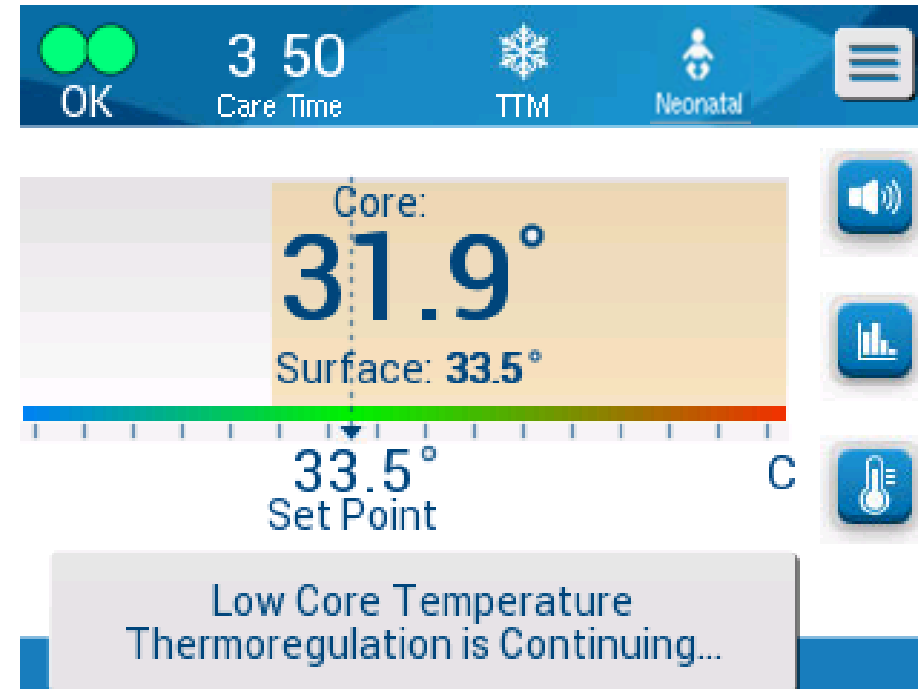 OK
3 50
Care Time
TTM
Neonatal
Core:
31.9°
Surface: 33.5°
33.5°
Set Point
C
Low Core Temperature
Thermoregulation is Continuing...